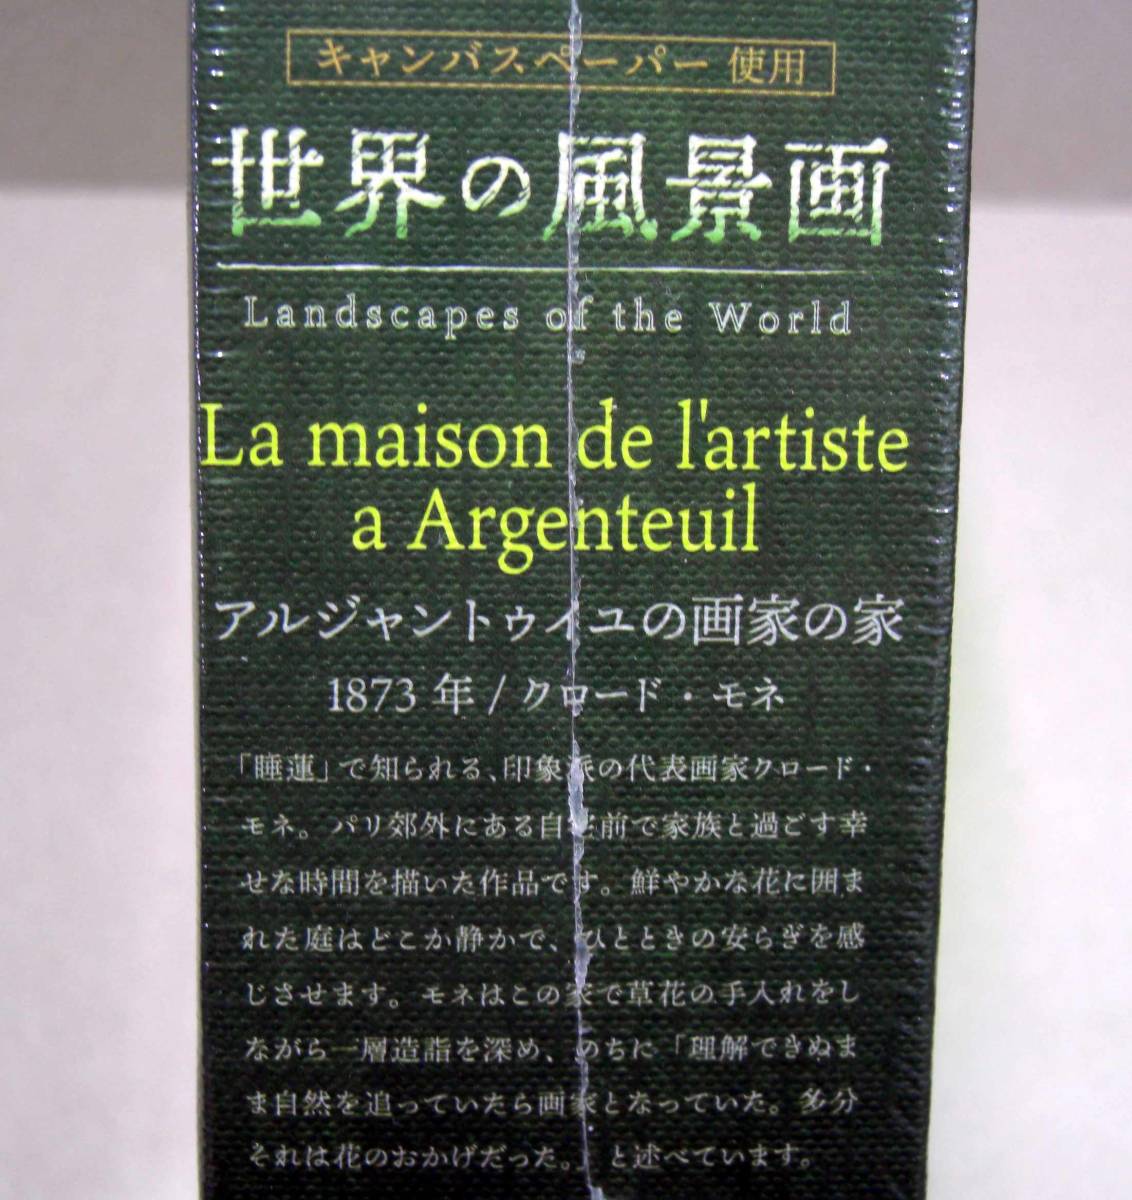 キャンバスペーパー 使用
世界の風景画
Landscapes of the World
La maison de l'artiste
a Argenteuil
アルジャントゥイユの画家の家
1873 年 / クロード・モネ
「睡蓮」で知られる、印象派の代表画家クロード・
モネ。パリ郊外にある自宅前で家族と過ごす幸
せな時間を描いた作品です。鮮やかな花に囲ま
れた庭はどこか静かで、ひとときの安らぎを感
じさせます。モネはこの家で草花の手入れをし
ながら一層造詣を深め、のちに「理解できぬま
ま自然を追っていたら画家となっていた。多分
それは花のおかげだった。」と述べています。